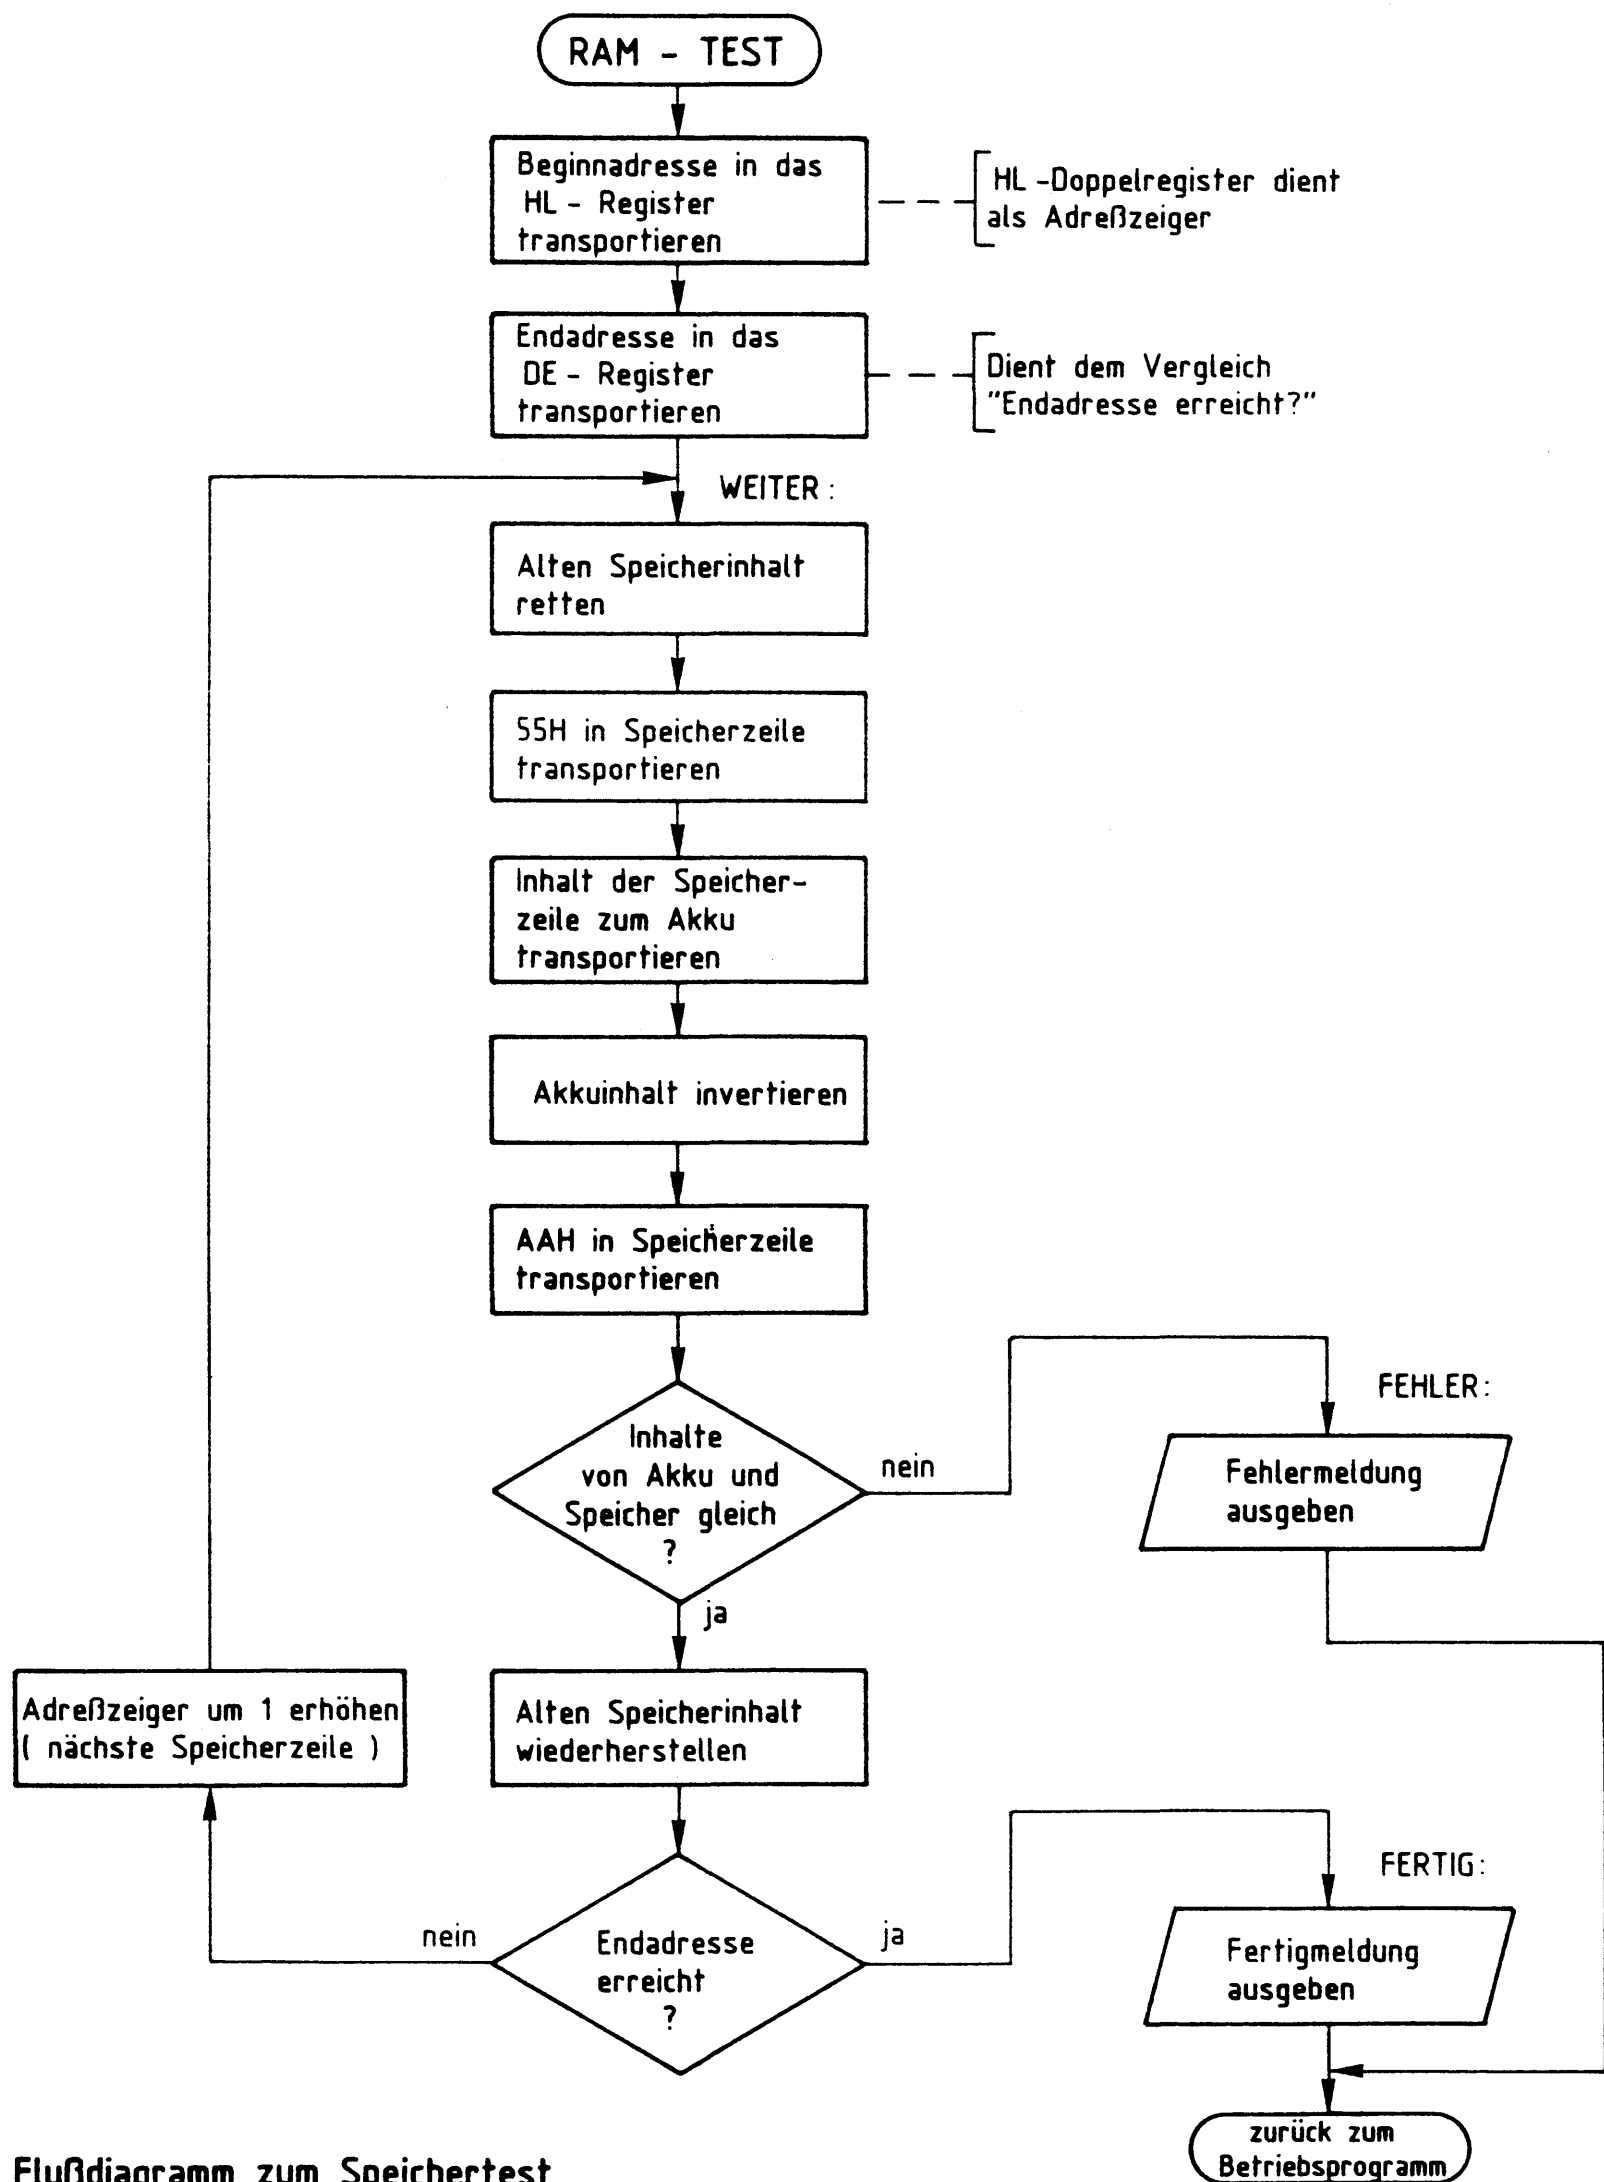 RAM - TEST
Beginnadresse in das
HL - Register
transportieren
HL -Doppelregister dient
als Adreßzeiger
Endadresse in das
DE - Register
transportieren
Dient dem Vergleich
"Endadresse erreicht?"
WEITER:
Alten Speicherinhalt
retten
55H in Speicherzeile
transportieren
Inhalt der Speicher-
zeile zum Akku
transportieren
Akkuinhalt invertieren
AAH in Speicherzeile
transportieren
Inhalte
von Akku und
Speicher gleich
?
nein
FEHLER:
Fehlermeldung
ausgeben
ja
Adreßzeiger um 1 erhöhen
( nächste Speicherzeile )
Alten Speicherinhalt
wiederherstellen
nein
Endadresse
erreicht
?
ja
FERTIG:
Fertigmeldung
ausgeben
zurück zum
Betriebsprogramm
Flußdiagramm zum Speichertest